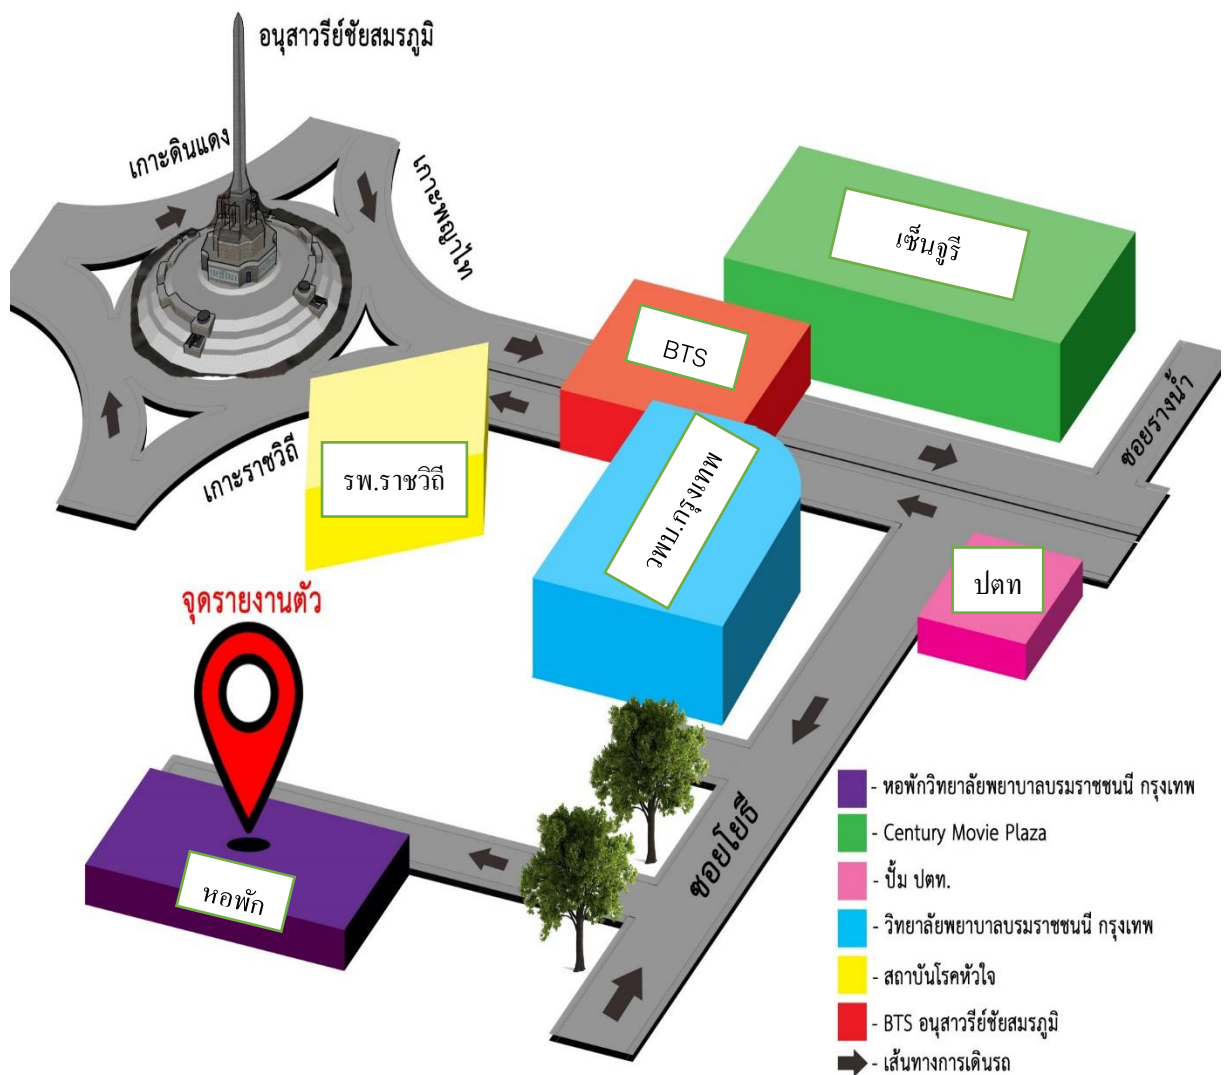 อนุสาวรีย์ชัยสมรภูมิ
เกาะดินแดง
เกาะพญาไท
เซ็นจูรี
BTS
ซอยรางน้ำ
เกาะราชวิถี
รพ.ราชวิถี
วพบ.กรุงเทพ
ปตท
จุดรายงานตัว
ซอยโยธี
หอพัก
- หอพักวิทยาลัยพยาบาลบรมราชชนนี กรุงเทพ
- Century Movie Plaza
- ปั้ม ปตท.
- วิทยาลัยพยาบาลบรมราชชนนี กรุงเทพ
- สถาบันโรคหัวใจ
- BTS อนุสาวรีย์ชัยสมรภูมิ
- เส้นทางการเดินรถ